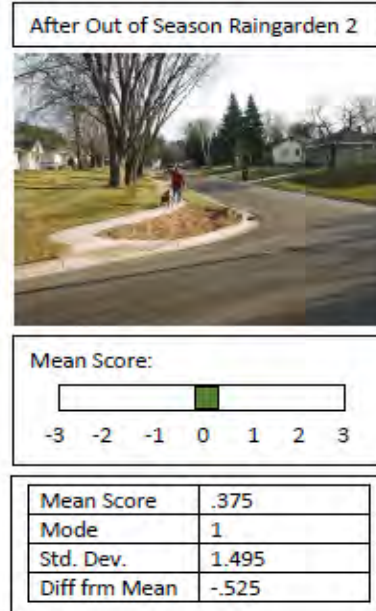 After Out of Season Raingarden 2
Mean Score:
-3 -2 -1 0 1 2 3
Mean Score .375
Mode 1
Std. Dev. 1.495
Diff frm Mean -.525